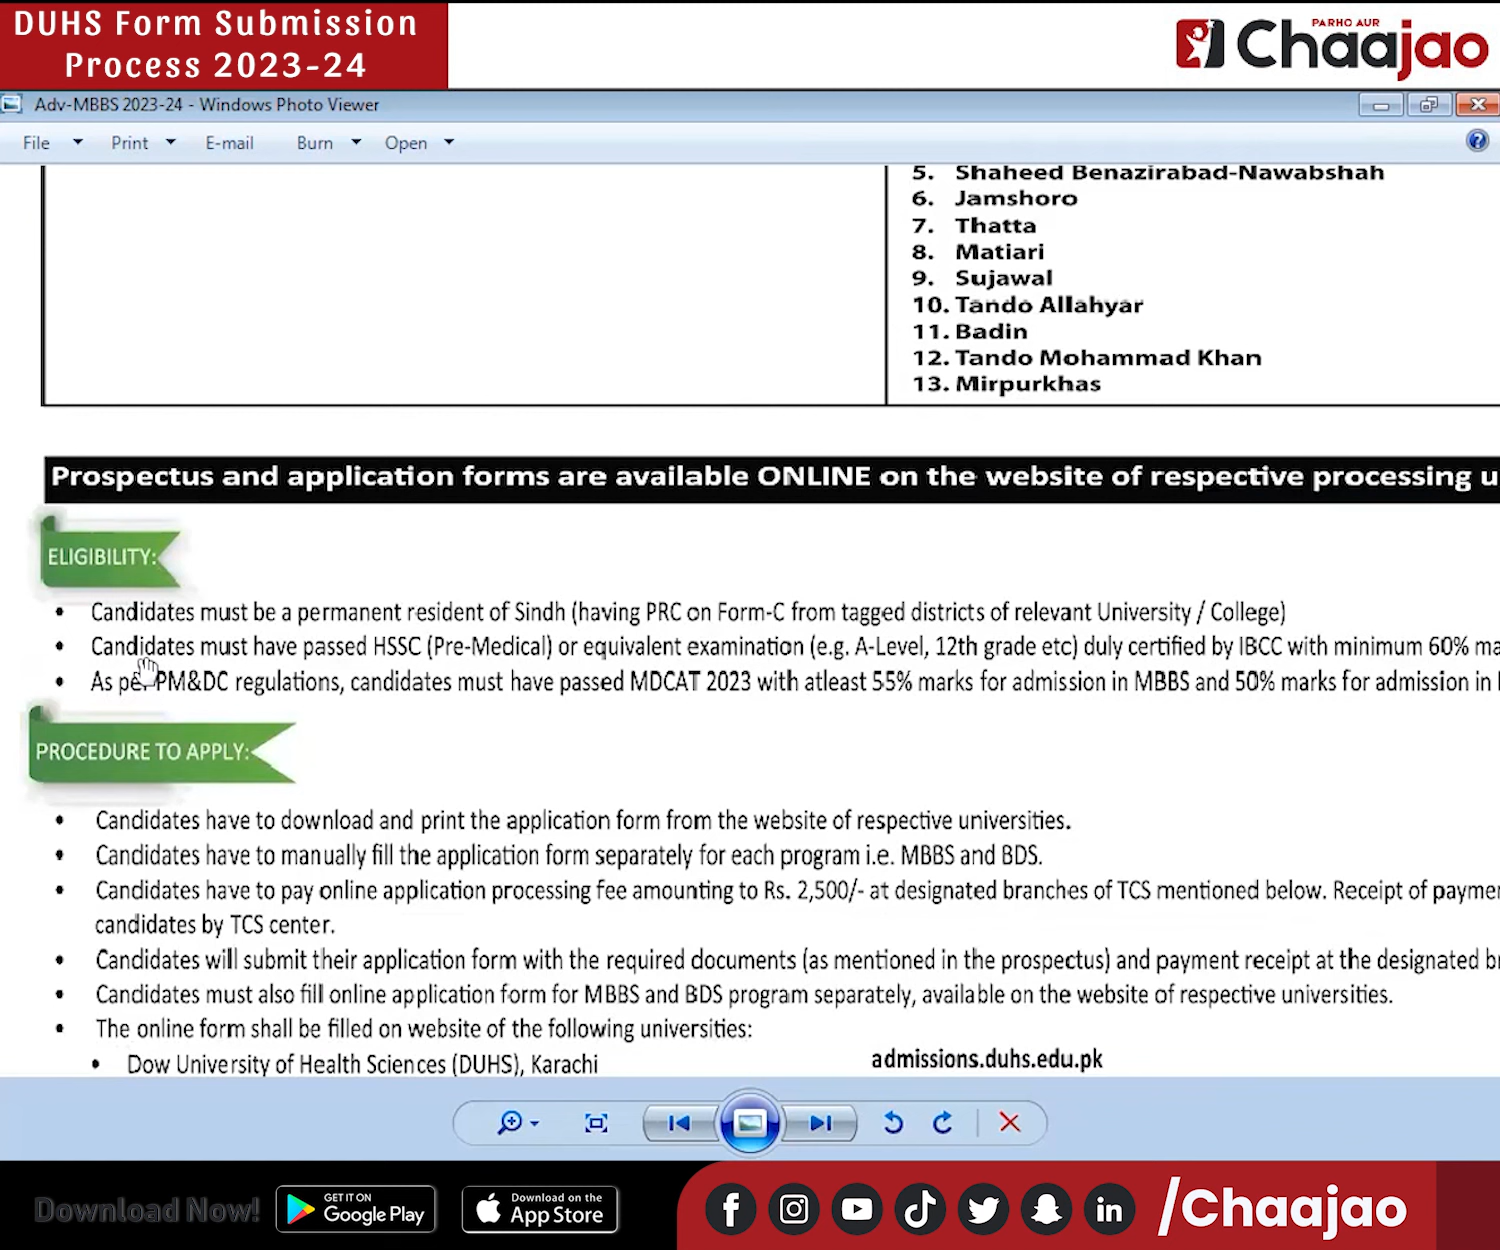 DUHS Form Submission
Process 2023-24
PARHO AUR
Chaajao
Adv-MBBS 2023-24 - Windows Photo Viewer
File Print E-mail Burn Open
5. Shaheed Benazirabad-Nawabshah
6. Jamshoro
7. Thatta
8. Matiari
9. Sujawal
10. Tando Allahyar
11. Badin
12. Tando Mohammad Khan
13. Mirpurkhas
Prospectus and application forms are available ONLINE on the website of respective processing u
ELIGIBILITY:
• Candidates must be a permanent resident of Sindh (having PRC on Form-C from tagged districts of relevant University / College)
• Candidates must have passed HSSC (Pre-Medical) or equivalent examination (e.g. A-Level, 12th grade etc) duly certified by IBCC with minimum 60% ma
• As per PM&DC regulations, candidates must have passed MDCAT 2023 with atleast 55% marks for admission in MBBS and 50% marks for admission in
PROCEDURE TO APPLY:
• Candidates have to download and print the application form from the website of respective universities.
• Candidates have to manually fill the application form separately for each program i.e. MBBS and BDS.
• Candidates have to pay online application processing fee amounting to Rs. 2,500/- at designated branches of TCS mentioned below. Receipt of paymen
candidates by TCS center.
• Candidates will submit their application form with the required documents (as mentioned in the prospectus) and payment receipt at the designated br
• Candidates must also fill online application form for MBBS and BDS program separately, available on the website of respective universities.
• The online form shall be filled on website of the following universities:
• Dow University of Health Sciences (DUHS), Karachi admissions.duhs.edu.pk
Download Now!
GET IT ON
Google Play
Download on the
App Store
/Chaajao